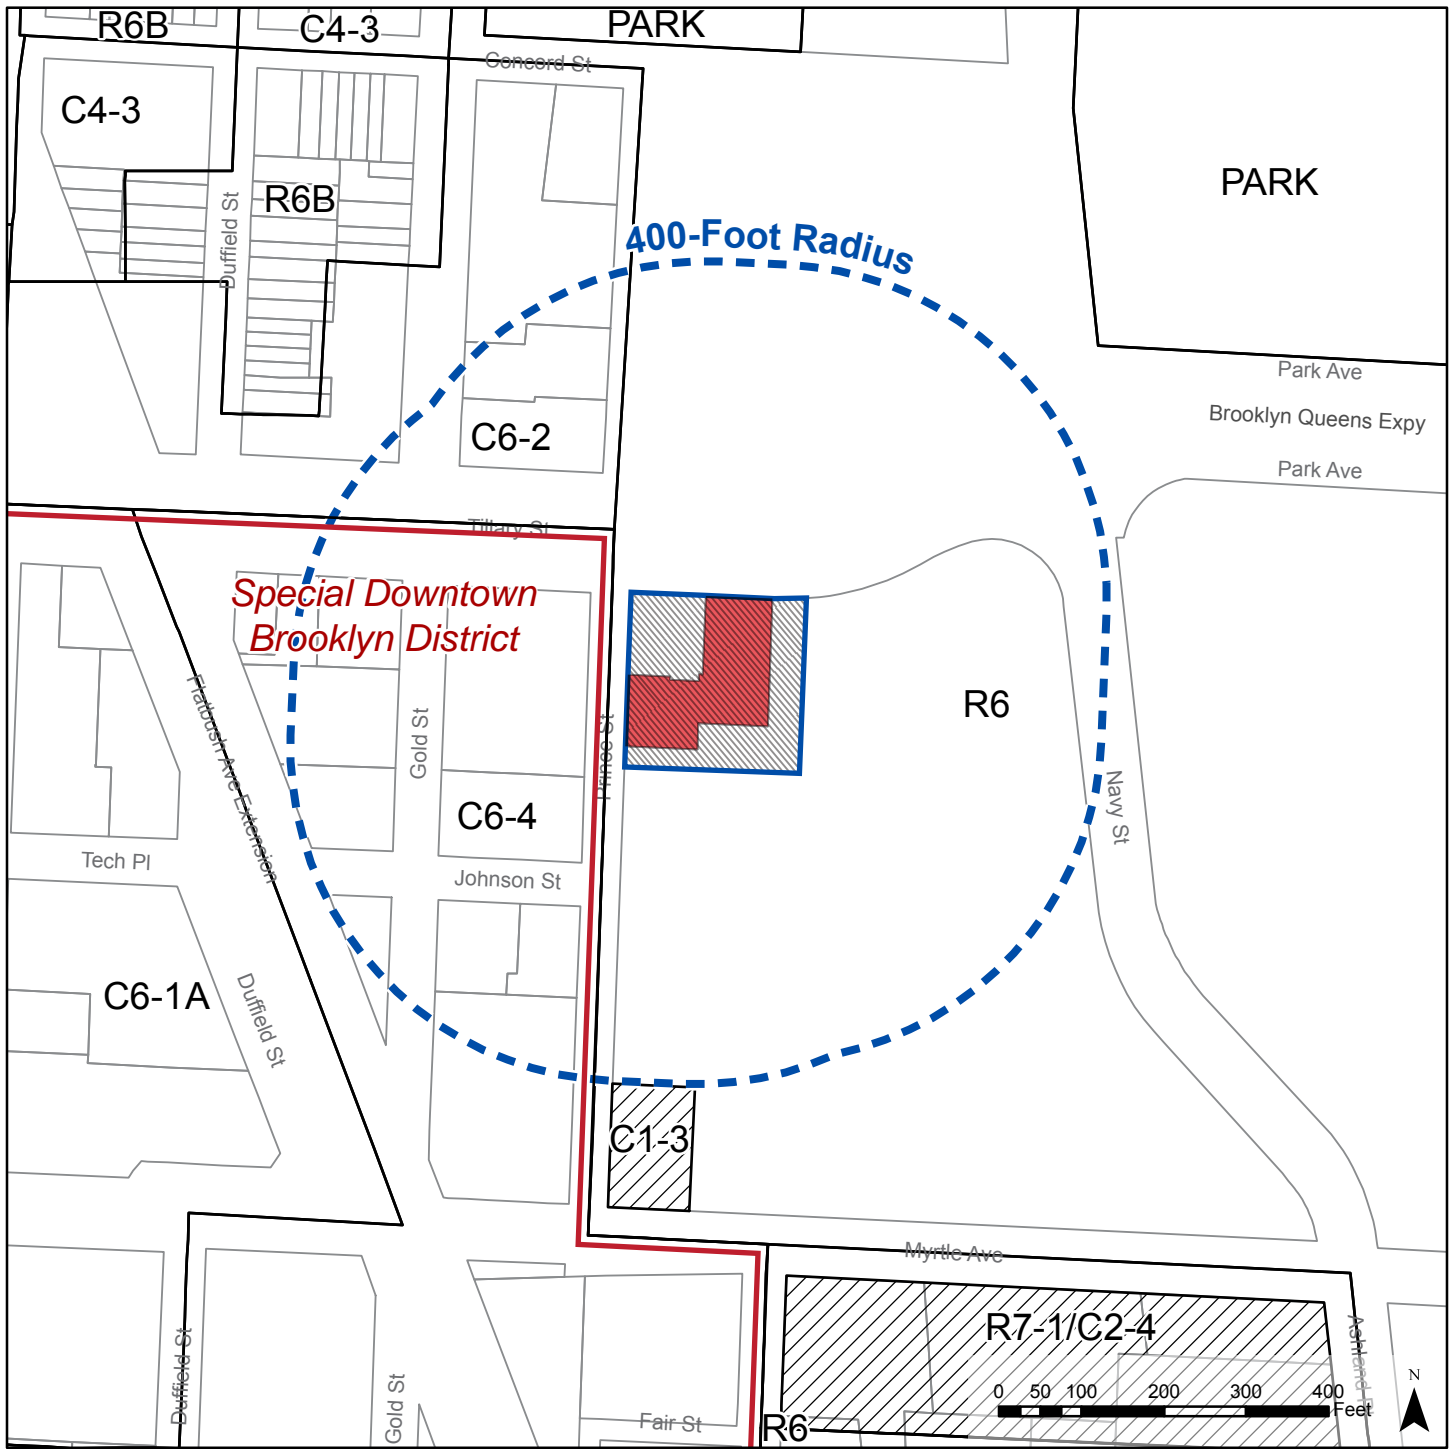 R6B
C4-3
PARK
Concord St
C4-3
PARK
R6B
Duffield St
400-Foot Radius
Park Ave
Brooklyn Queens Expy
C6-2
Park Ave
Tillary St
Special Downtown
Brooklyn District
R6
Flatbush Ave Extension
Gold St
Prince St
Navy St
C6-4
Tech Pl
Johnson St
C6-1A
Duffield St
C1-3
Myrtle Ave
R7-1/C2-4
Ashland Pl
Duffield St
Gold St
Fair St
R6
0 50 100 200 300 400
Feet
N